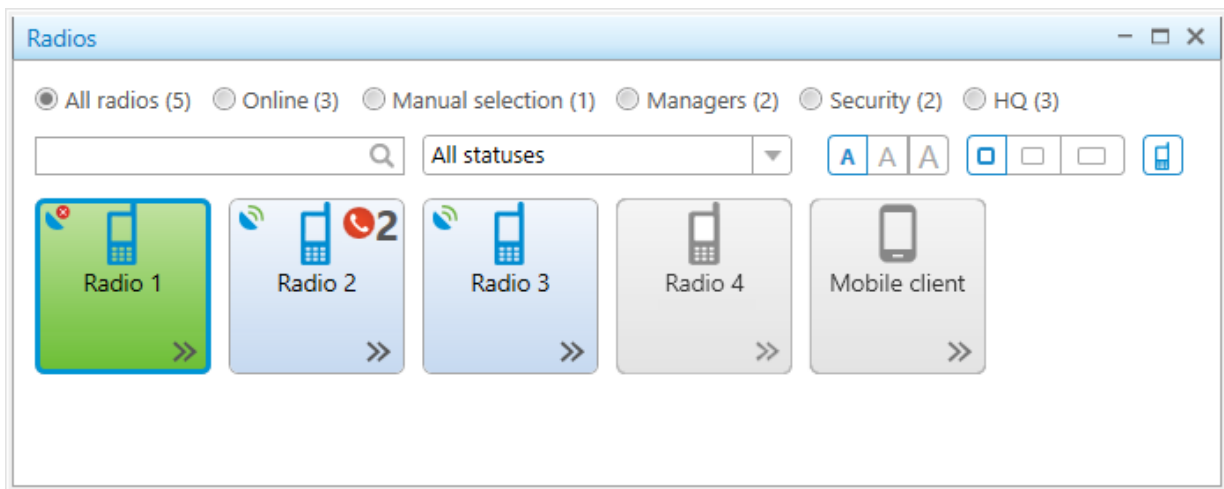 Radios
All radios (5) Online (3) Manual selection (1) Managers (2) Security (2) HQ (3)
All statuses A A A
2
Radio 1 Radio 2 Radio 3 Radio 4 Mobile client